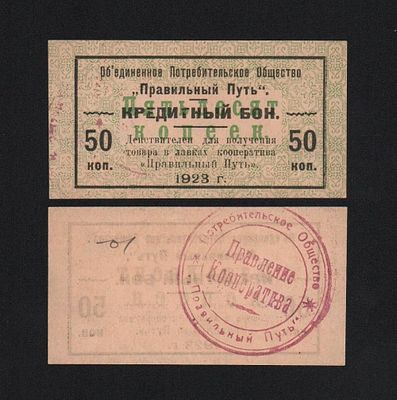 Об'единенное Потребительское Общество
„Правильный Путь“.
Пятьдесят
КРЕДИТНЫЙ БОН.
50 копеек 50
коп. коп.
Действителен для получения
товара в лавках кооператива
„Правильный Путь“.
1923 г.
Потребительское Общество
Правление
Кооператива
„Правильный Путь“